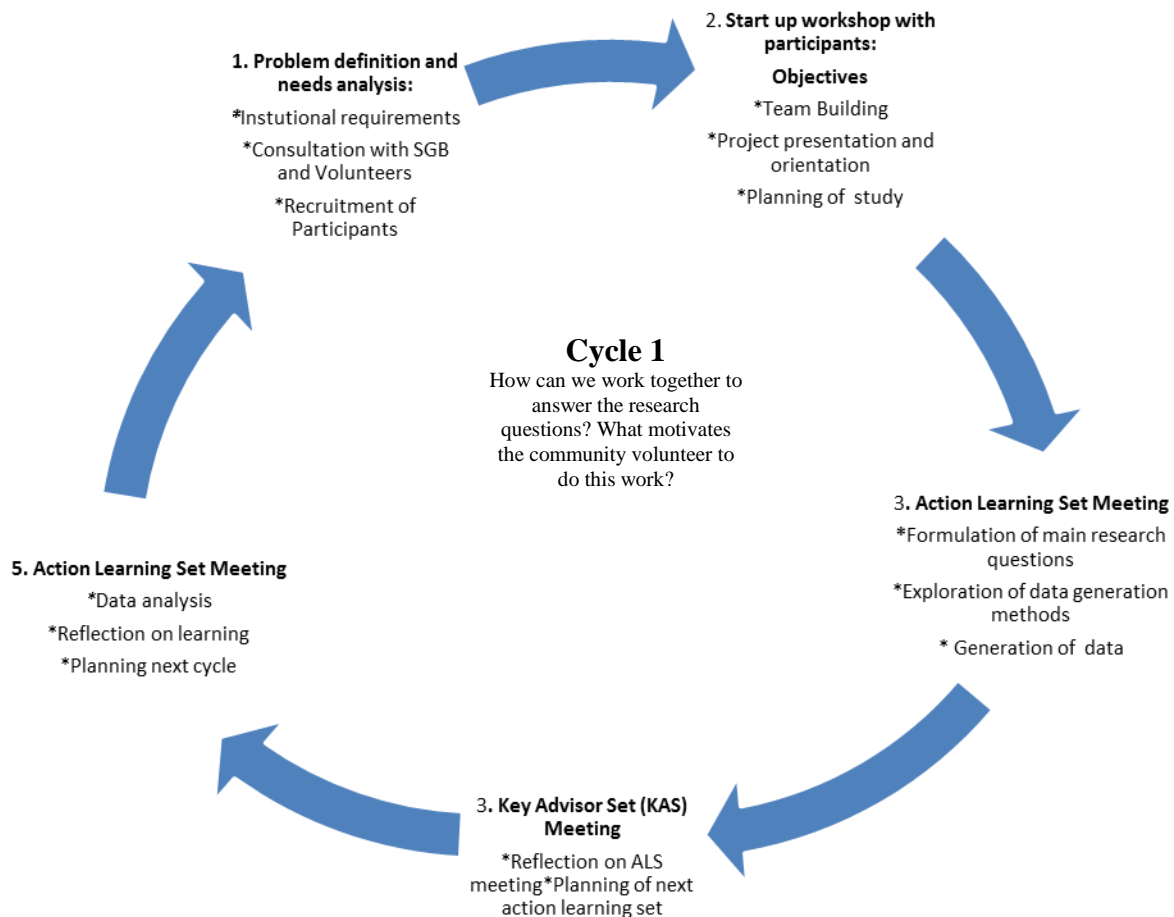 1. Problem definition and
needs analysis:
*Instutional requirements
*Consultation with SGB
and Volunteers
*Recruitment of
Participants
2. Start up workshop with
participants:
Objectives
*Team Building
*Project presentation and
orientation
*Planning of study
Cycle 1
How can we work together to
answer the research
questions? What motivates
the community volunteer to
do this work?
3. Action Learning Set Meeting
*Formulation of main research
questions
*Exploration of data generation
methods
* Generation of data
3. Key Advisor Set (KAS)
Meeting
*Reflection on ALS
meeting*Planning of next
action learning set
5. Action Learning Set Meeting
*Data analysis
*Reflection on learning
*Planning next cycle